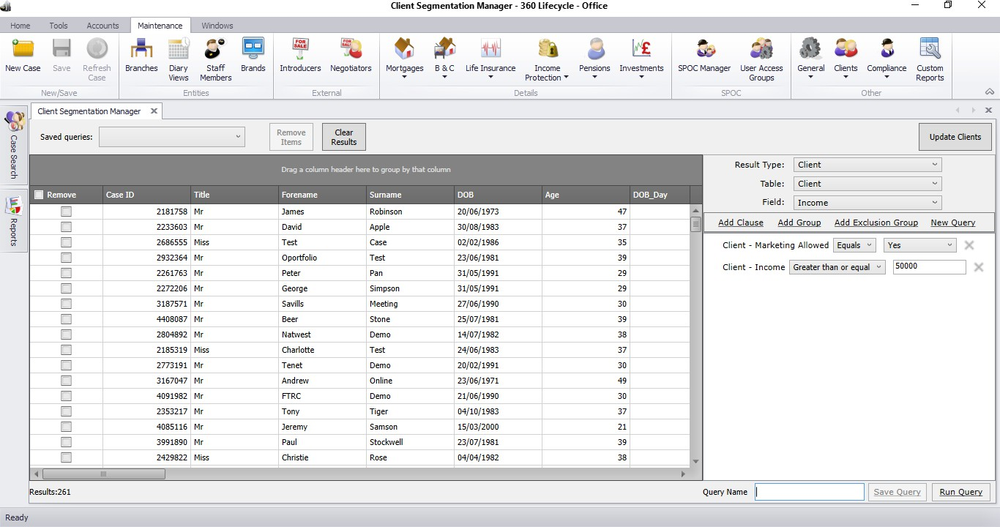 Client Segmentation Manager - 360 Lifecycle - Office
Home Tools Accounts Maintenance Windows
New Case Save Refresh Case Branches Diary Views Staff Members Brands Introducers Negotiators Mortgages B & C Life Insurance Income Protection Pensions Investments SPOC Manager User Access Groups General Clients Compliance Custom Reports
New/Save Entities External Details SPOC Other
Client Segmentation Manager
Case Search
Reports
Saved queries: Remove Items Clear Results Update Clients
Drag a column header here to group by that column
Remove Case ID Title Forename Surname DOB Age DOB_Day
2181758 Mr James Robinson 20/06/1973 47
2233603 Mr David Apple 30/08/1983 37
2686555 Miss Test Case 02/02/1986 35
2932364 Mr Oportfolio Test 23/06/1981 39
2261763 Mr Peter Pan 31/05/1991 29
2272206 Mr George Simpson 31/05/1991 29
3187571 Mr Savills Meeting 27/06/1990 30
4408087 Mr Beer Stone 25/07/1981 39
2804892 Mr Natwest Demo 14/07/1982 38
2185319 Miss Charlotte Test 24/06/1983 37
2773191 Mr Tenet Demo 20/02/1991 30
3167047 Mr Andrew Online 23/06/1971 49
4091982 Mr FTRC Demo 21/06/1990 30
2353217 Mr Tony Tiger 04/10/1983 37
4085116 Mr Jeremy Samson 15/03/2000 21
3991890 Mr Paul Stockwell 23/07/1981 39
2429822 Miss Christie Rose 04/04/1982 38
Result Type: Client
Table: Client
Field: Income
Add Clause Add Group Add Exclusion Group New Query
Client - Marketing Allowed Equals Yes
Client - Income Greater than or equal 50000
Results:261
Query Name Save Query Run Query
Ready